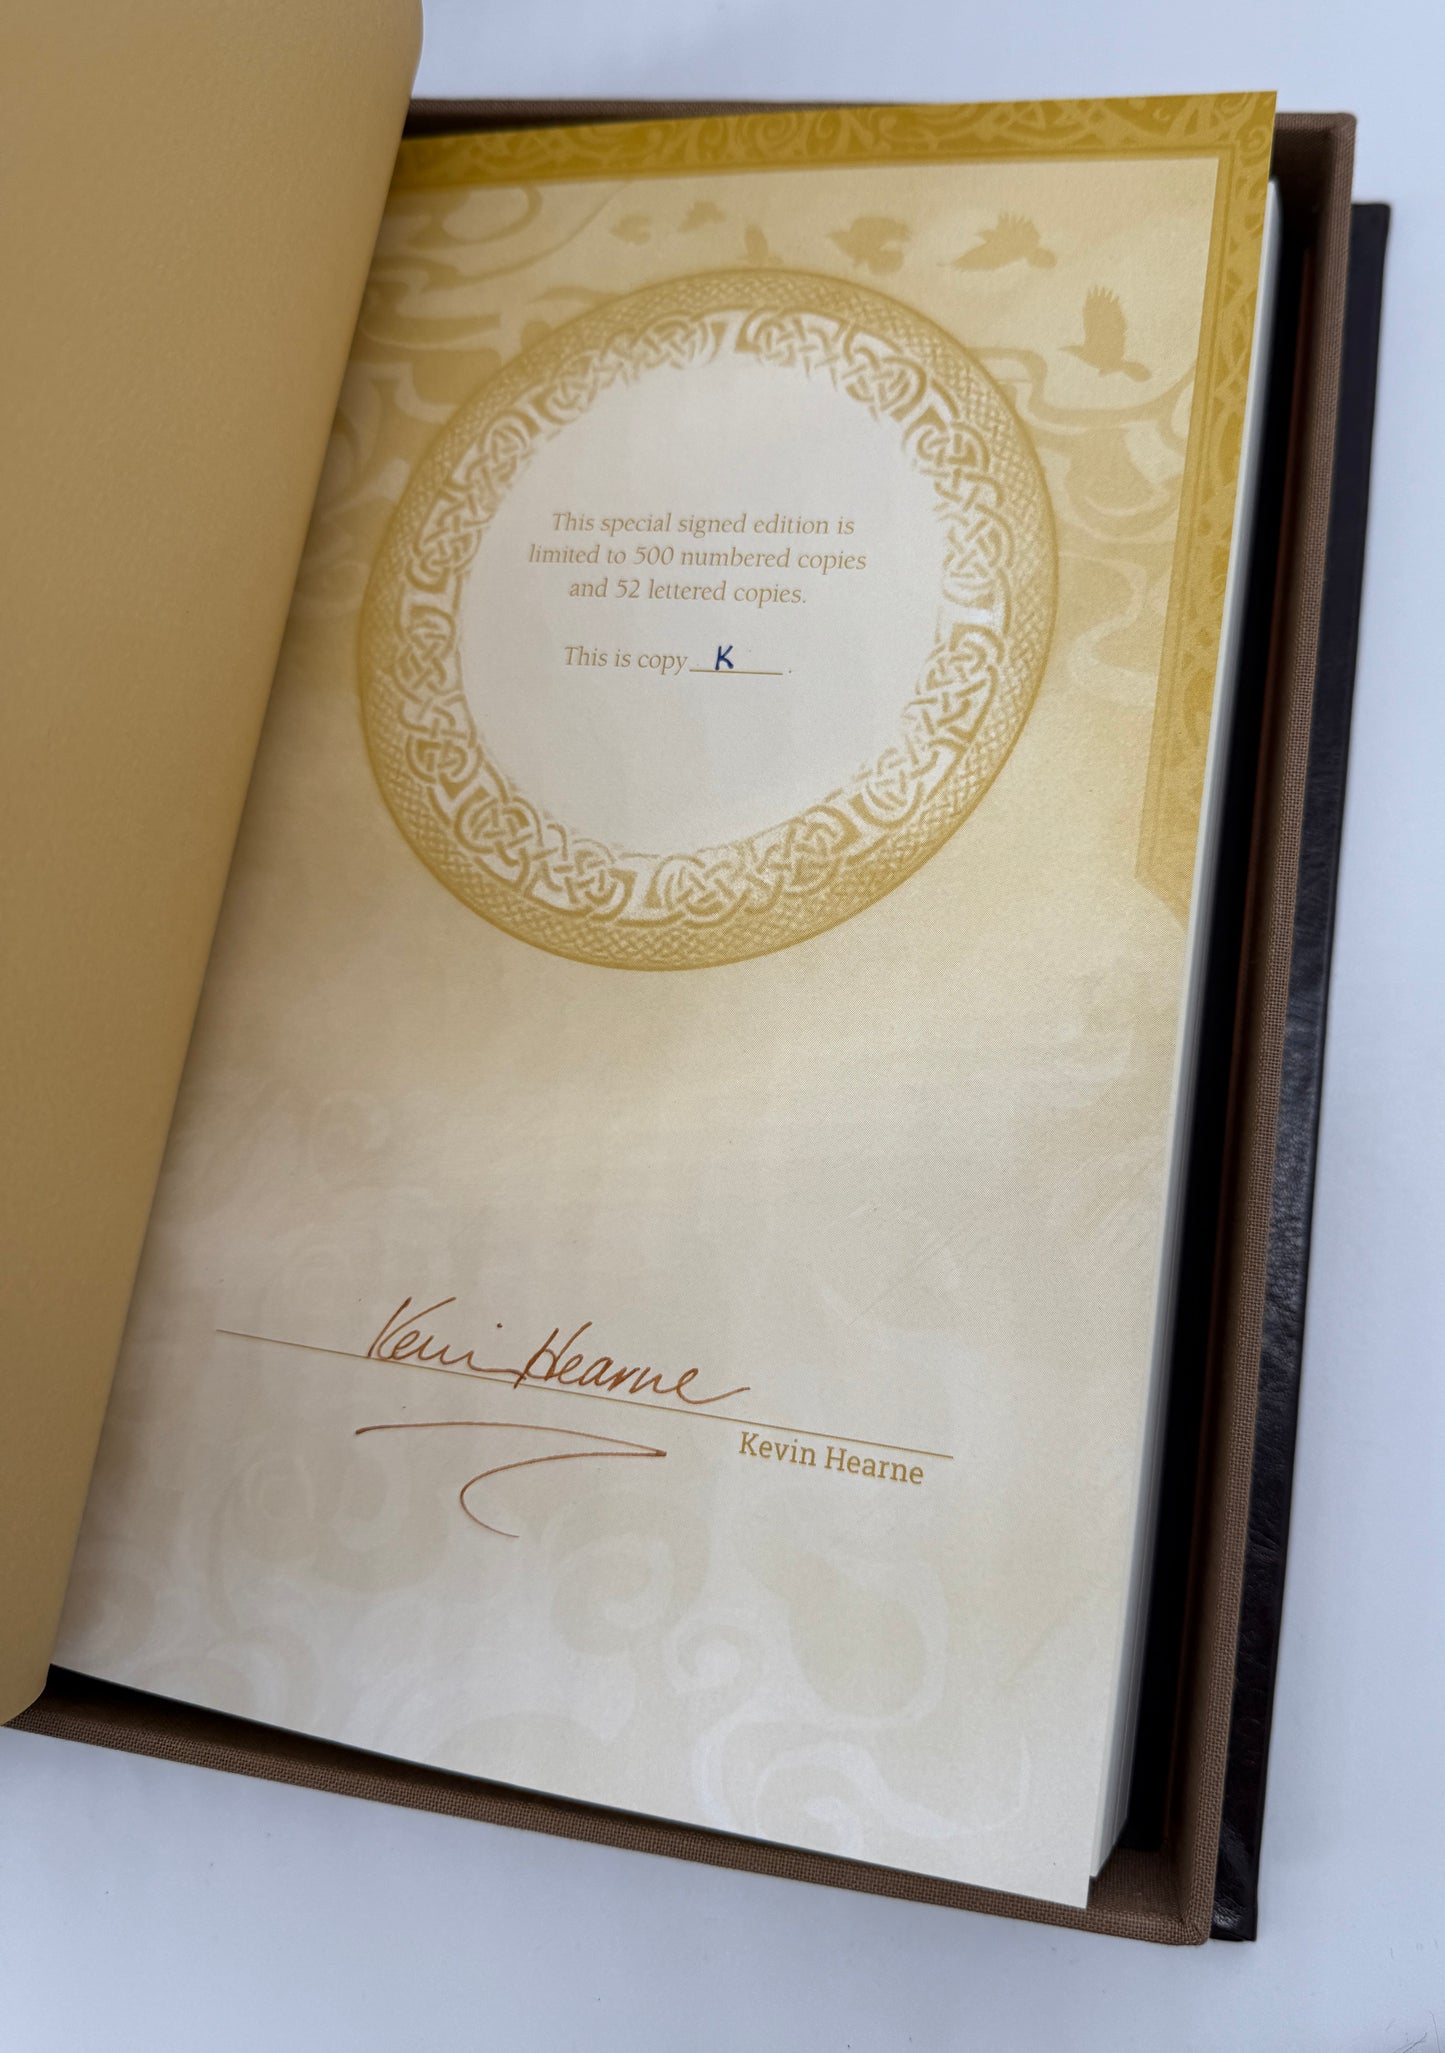 This special signed edition is
limited to 500 numbered copies
and 52 lettered copies.
This is copy K.
Kevin Hearne
Kevin Hearne